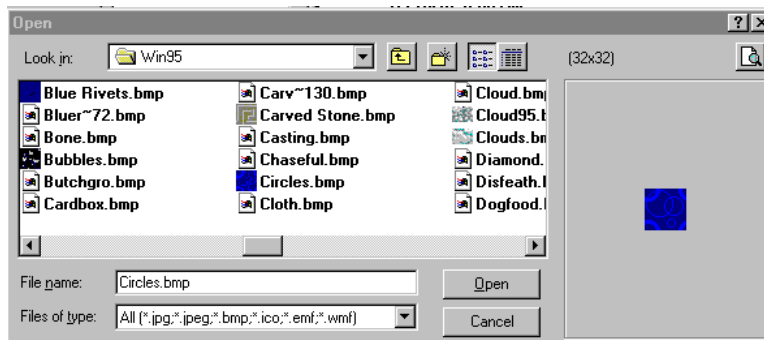 Open
Look in: Win95 (32x32)
Blue Rivets.bmp Carv~130.bmp Cloud.bm
Bluer~72.bmp Carved Stone.bmp Cloud95.b
Bone.bmp Casting.bmp Clouds.bm
Bubbles.bmp Chaseful.bmp Diamond.
Butchgro.bmp Circles.bmp Disfeath.
Cardbox.bmp Cloth.bmp Dogfood.
File name: Circles.bmp Open
Files of type: All (*.jpg;*.jpeg;*.bmp;*.ico;*.emf;*.wmf) Cancel